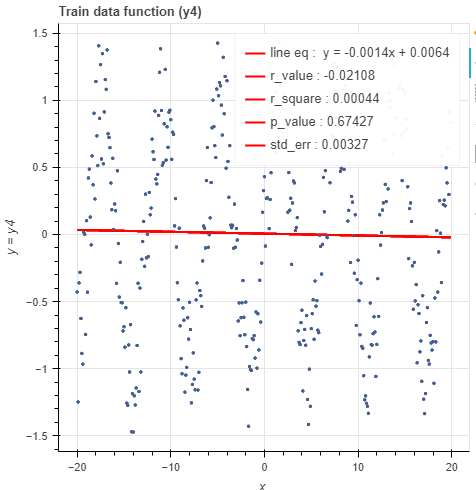 Train data function (y4)
line eq : y = -0.0014x + 0.0064
r_value : -0.02108
r_square : 0.00044
p_value : 0.67427
std_err : 0.00327
1.5
1
0.5
0
−0.5
−1
−1.5
y = y4
−20 −10 0 10 20
x